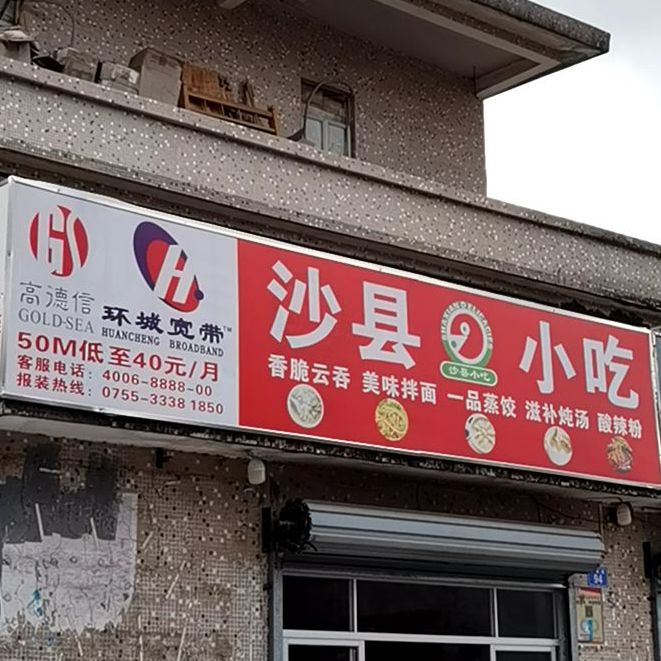 GS
高德信
GOLD-SEA
H
环城宽带™
HUANCHENG BROADBAND
50M低至40元/月
客服电话：4006-8888-00
报装热线：0755-3338 1850
沙县
沙县小吃
小吃
香脆云吞 美味拌面 一品蒸饺 滋补炖汤 酸辣粉
94